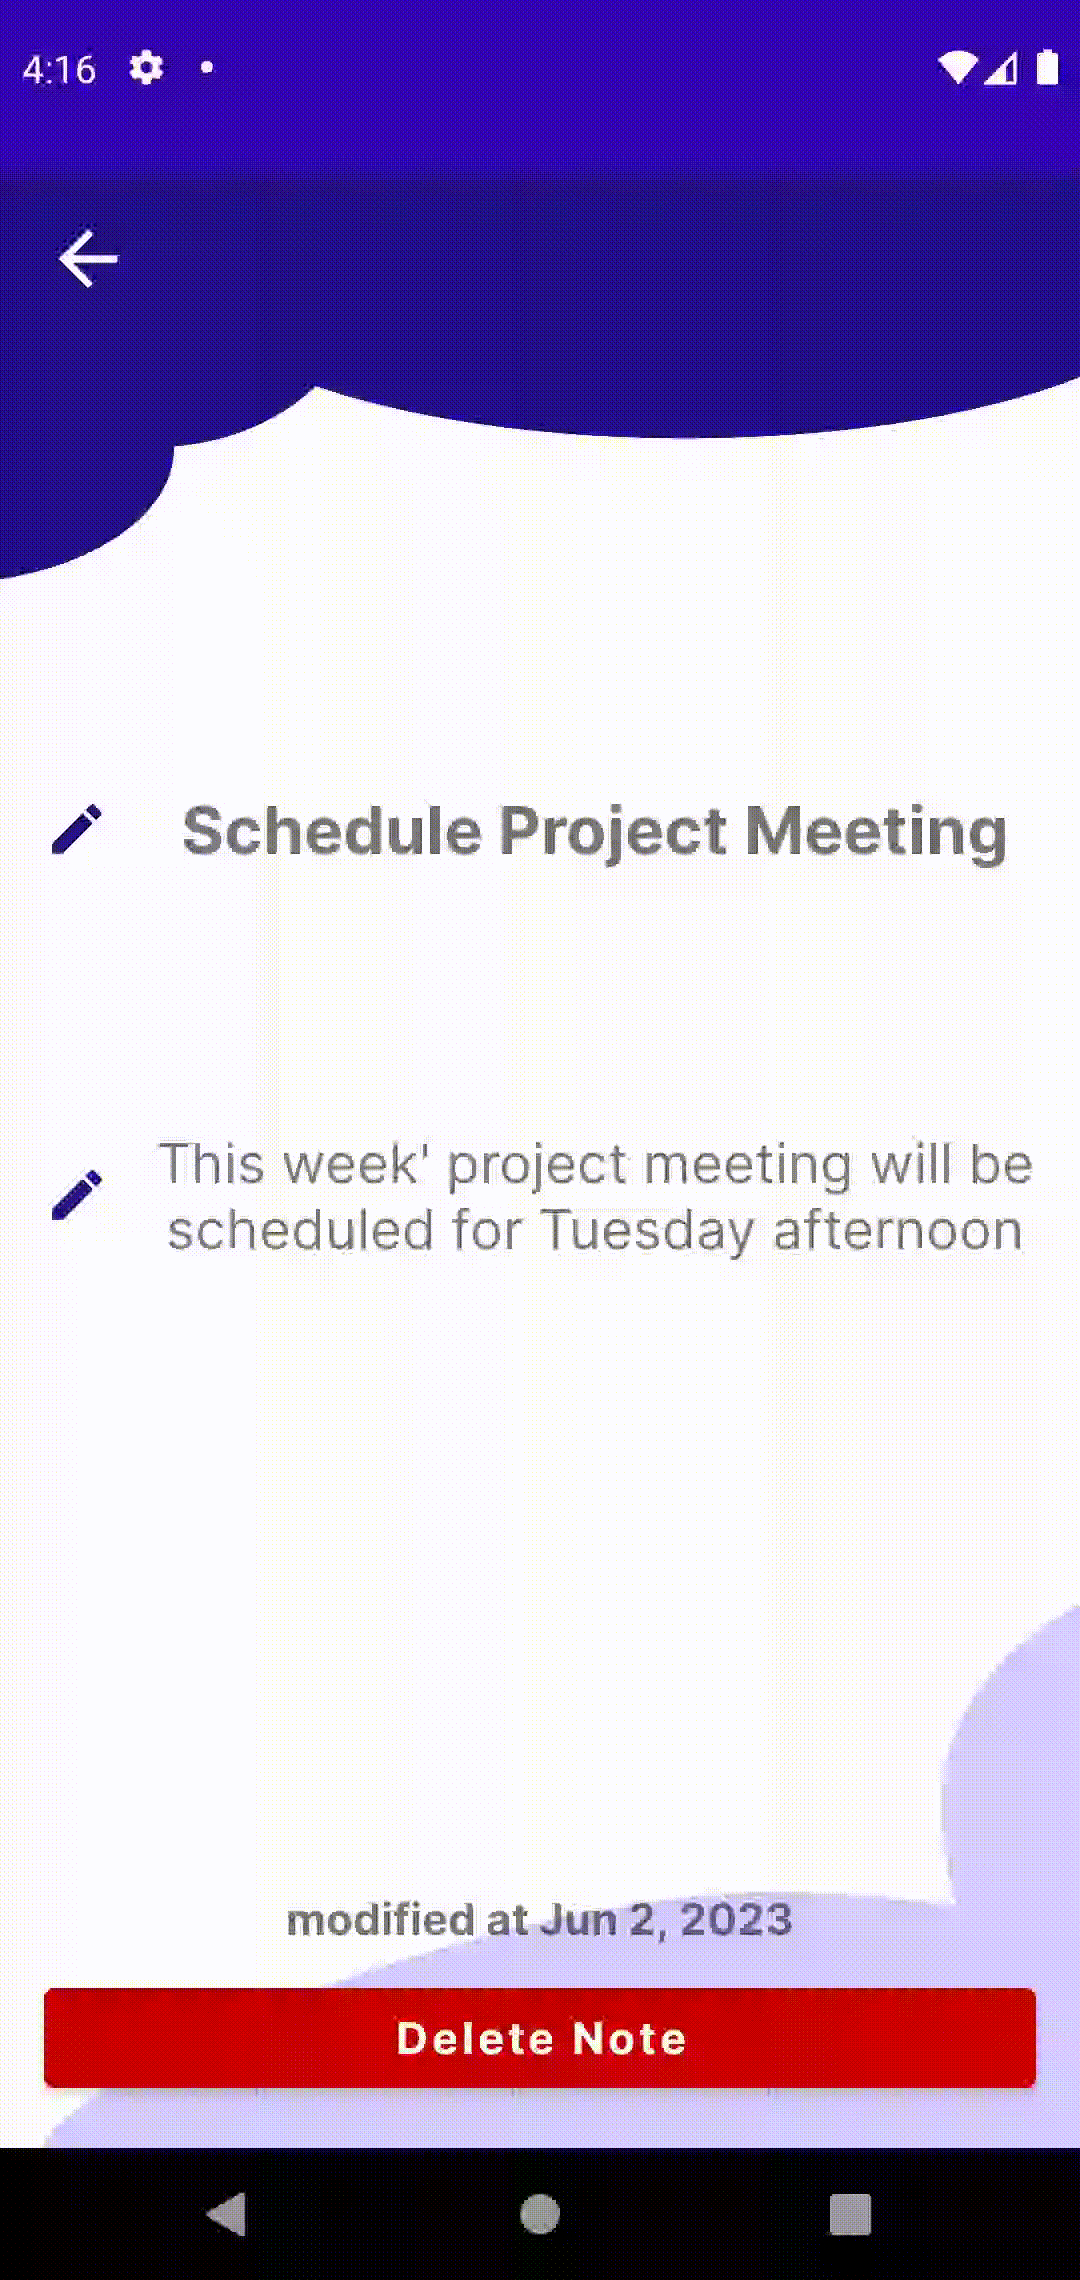 4:16
Schedule Project Meeting
This week' project meeting will be
scheduled for Tuesday afternoon
modified at Jun 2, 2023
Delete Note